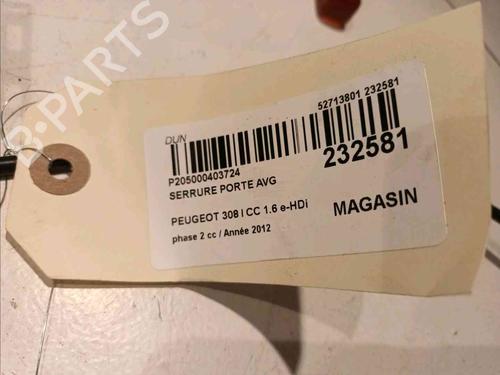 B-PARTS
DUN
52713801 232581
P205000403724
232581
SERRURE PORTE AVG
PEUGEOT 308 I CC 1.6 e-HDi
MAGASIN
phase 2 cc / Année 2012